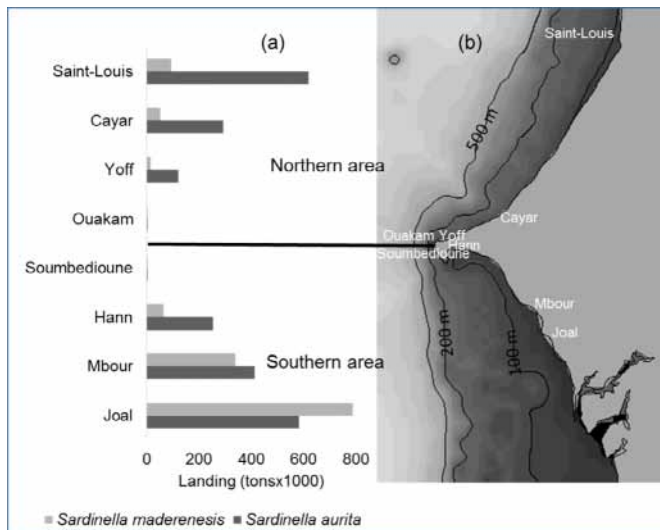 (a)
Saint-Louis
Cayar
Yoff
Northern area
Ouakam
Soumbedioune
Hann
Mbour
Southern area
Joal
0 200 400 600 800
Landing (tonsx1000)
Sardinella maderenesis Sardinella aurita
(b)
Saint-Louis
500 m
Cayar
Ouakam Yoff
Hann
Soumbedioune
Mbour
Joal
200 m
100 m